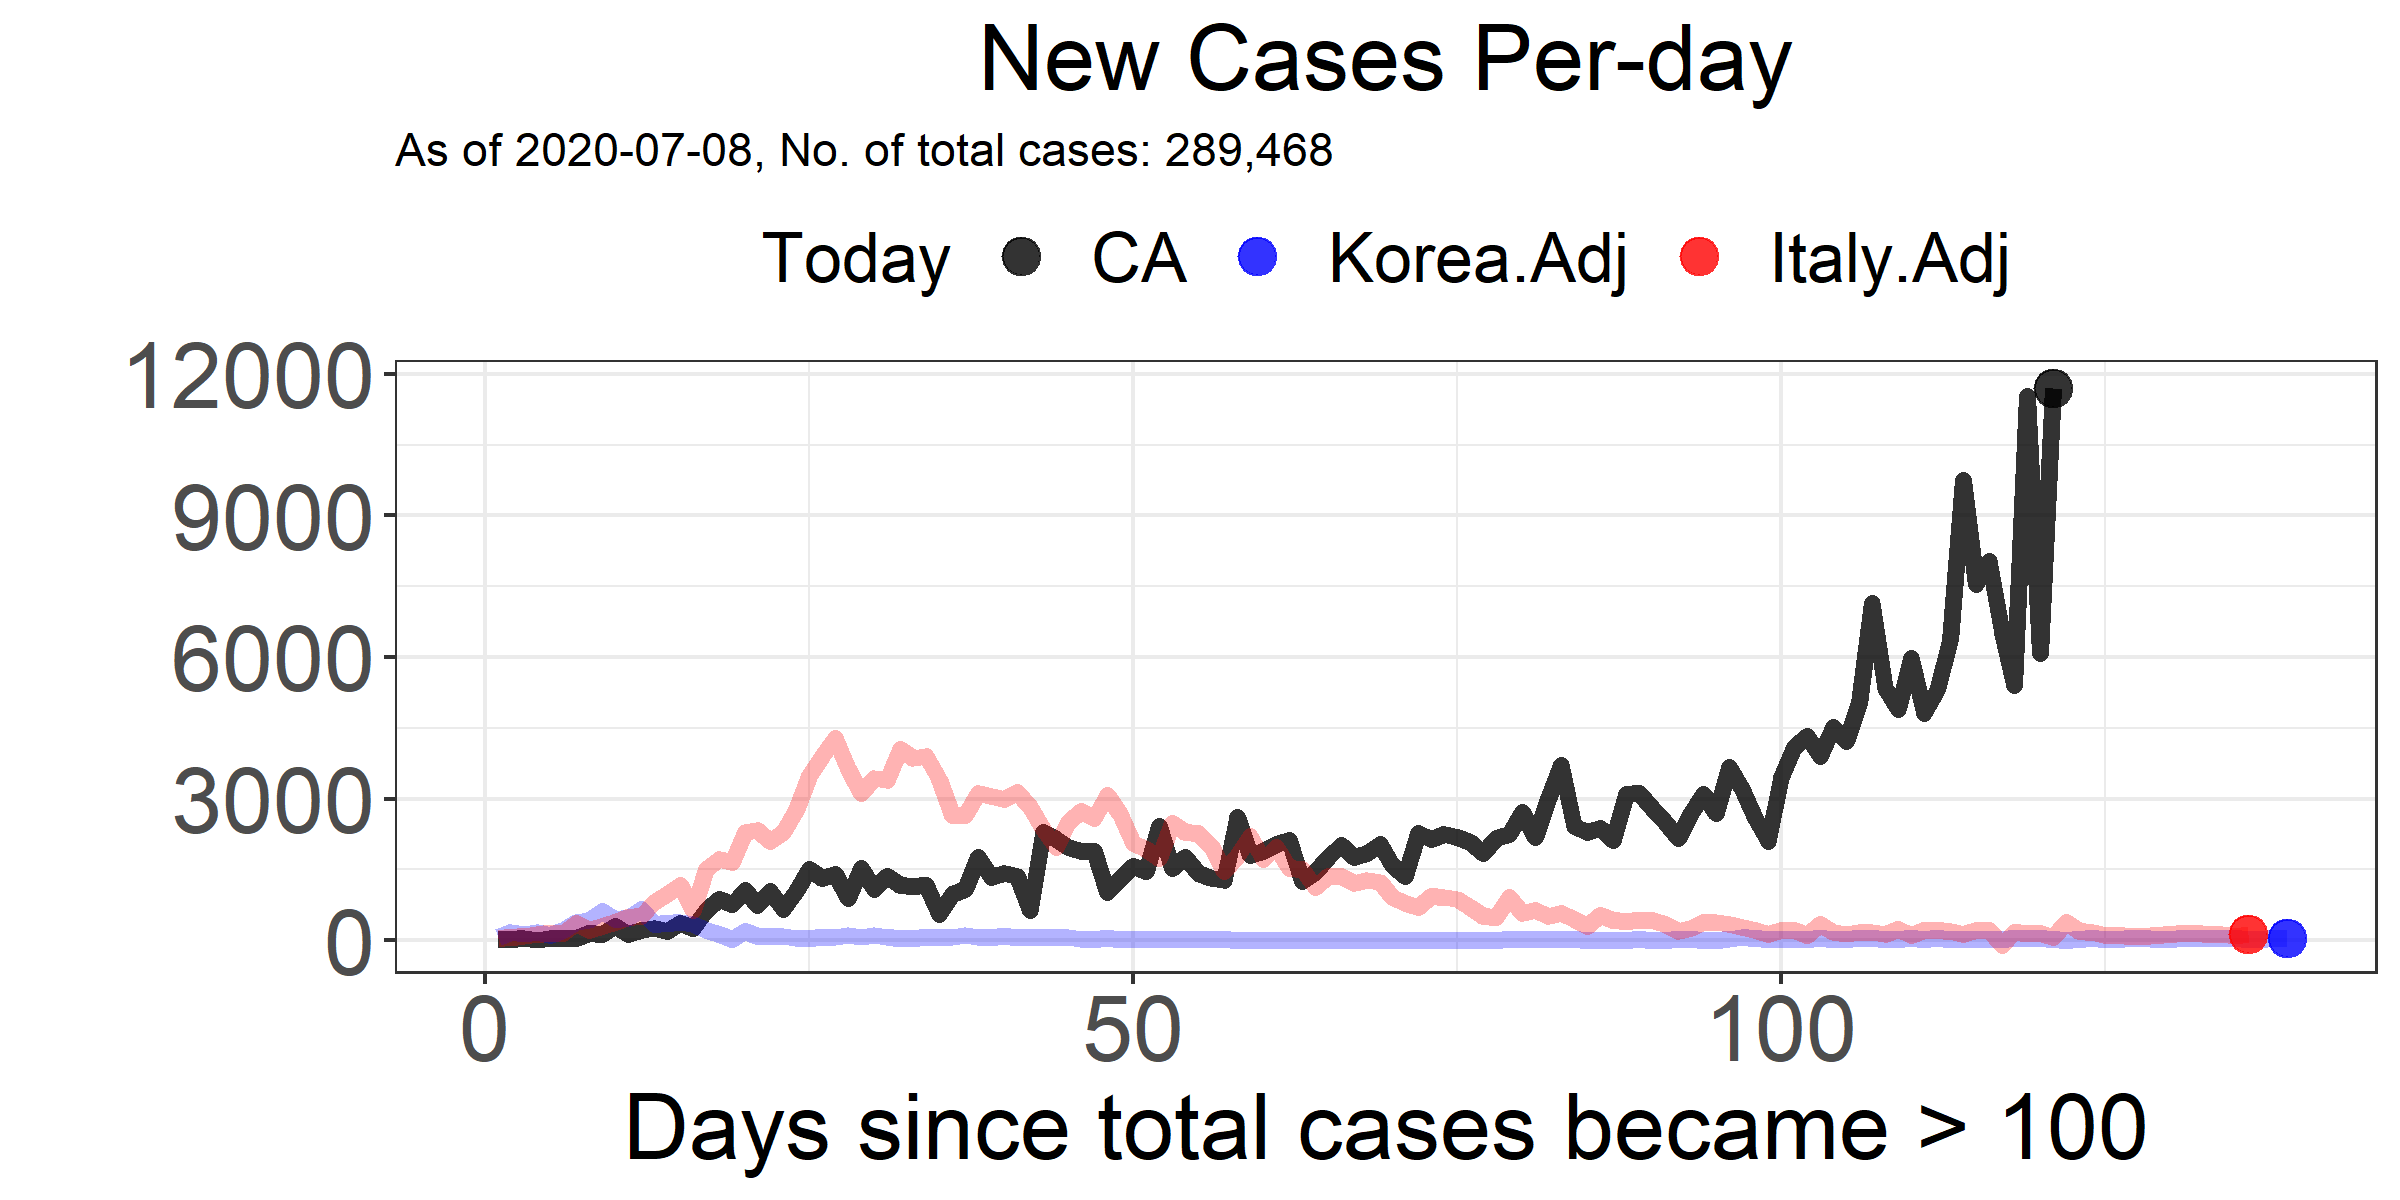 New Cases Per-day
As of 2020-07-08, No. of total cases: 289,468
Today CA Korea.Adj Italy.Adj
12000
9000
6000
3000
0
0 50 100
Days since total cases became > 100